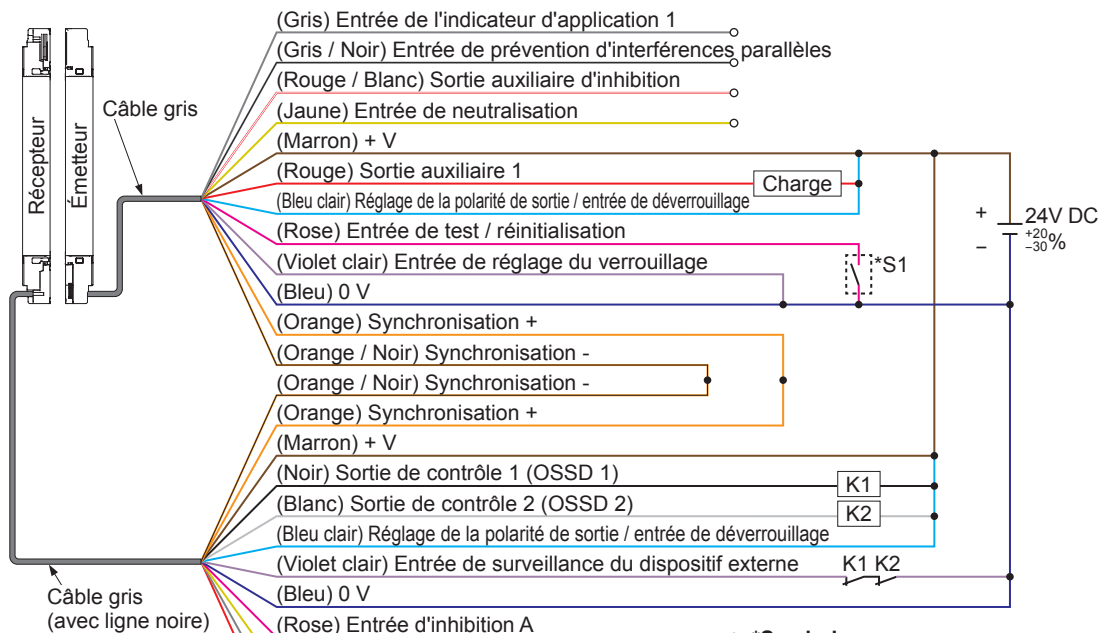 (Gris) Entrée de l'indicateur d'application 1
(Gris / Noir) Entrée de prévention d'interférences parallèles
(Rouge / Blanc) Sortie auxiliaire d'inhibition
(Jaune) Entrée de neutralisation
(Marron) + V
(Rouge) Sortie auxiliaire 1
Charge
(Bleu clair) Réglage de la polarité de sortie / entrée de déverrouillage
(Rose) Entrée de test / réinitialisation
(Violet clair) Entrée de réglage du verrouillage
(Bleu) 0 V
(Orange) Synchronisation +
(Orange / Noir) Synchronisation -
(Orange / Noir) Synchronisation -
(Orange) Synchronisation +
(Marron) + V
(Noir) Sortie de contrôle 1 (OSSD 1)
K1
(Blanc) Sortie de contrôle 2 (OSSD 2)
K2
(Bleu clair) Réglage de la polarité de sortie / entrée de déverrouillage
(Violet clair) Entrée de surveillance du dispositif externe
K1 K2
(Bleu) 0 V
(Rose) Entrée d'inhibition A
Récepteur
Émetteur
Câble gris
Câble gris
(avec ligne noire)
*S1
+
24V DC
+20
–30 %
–